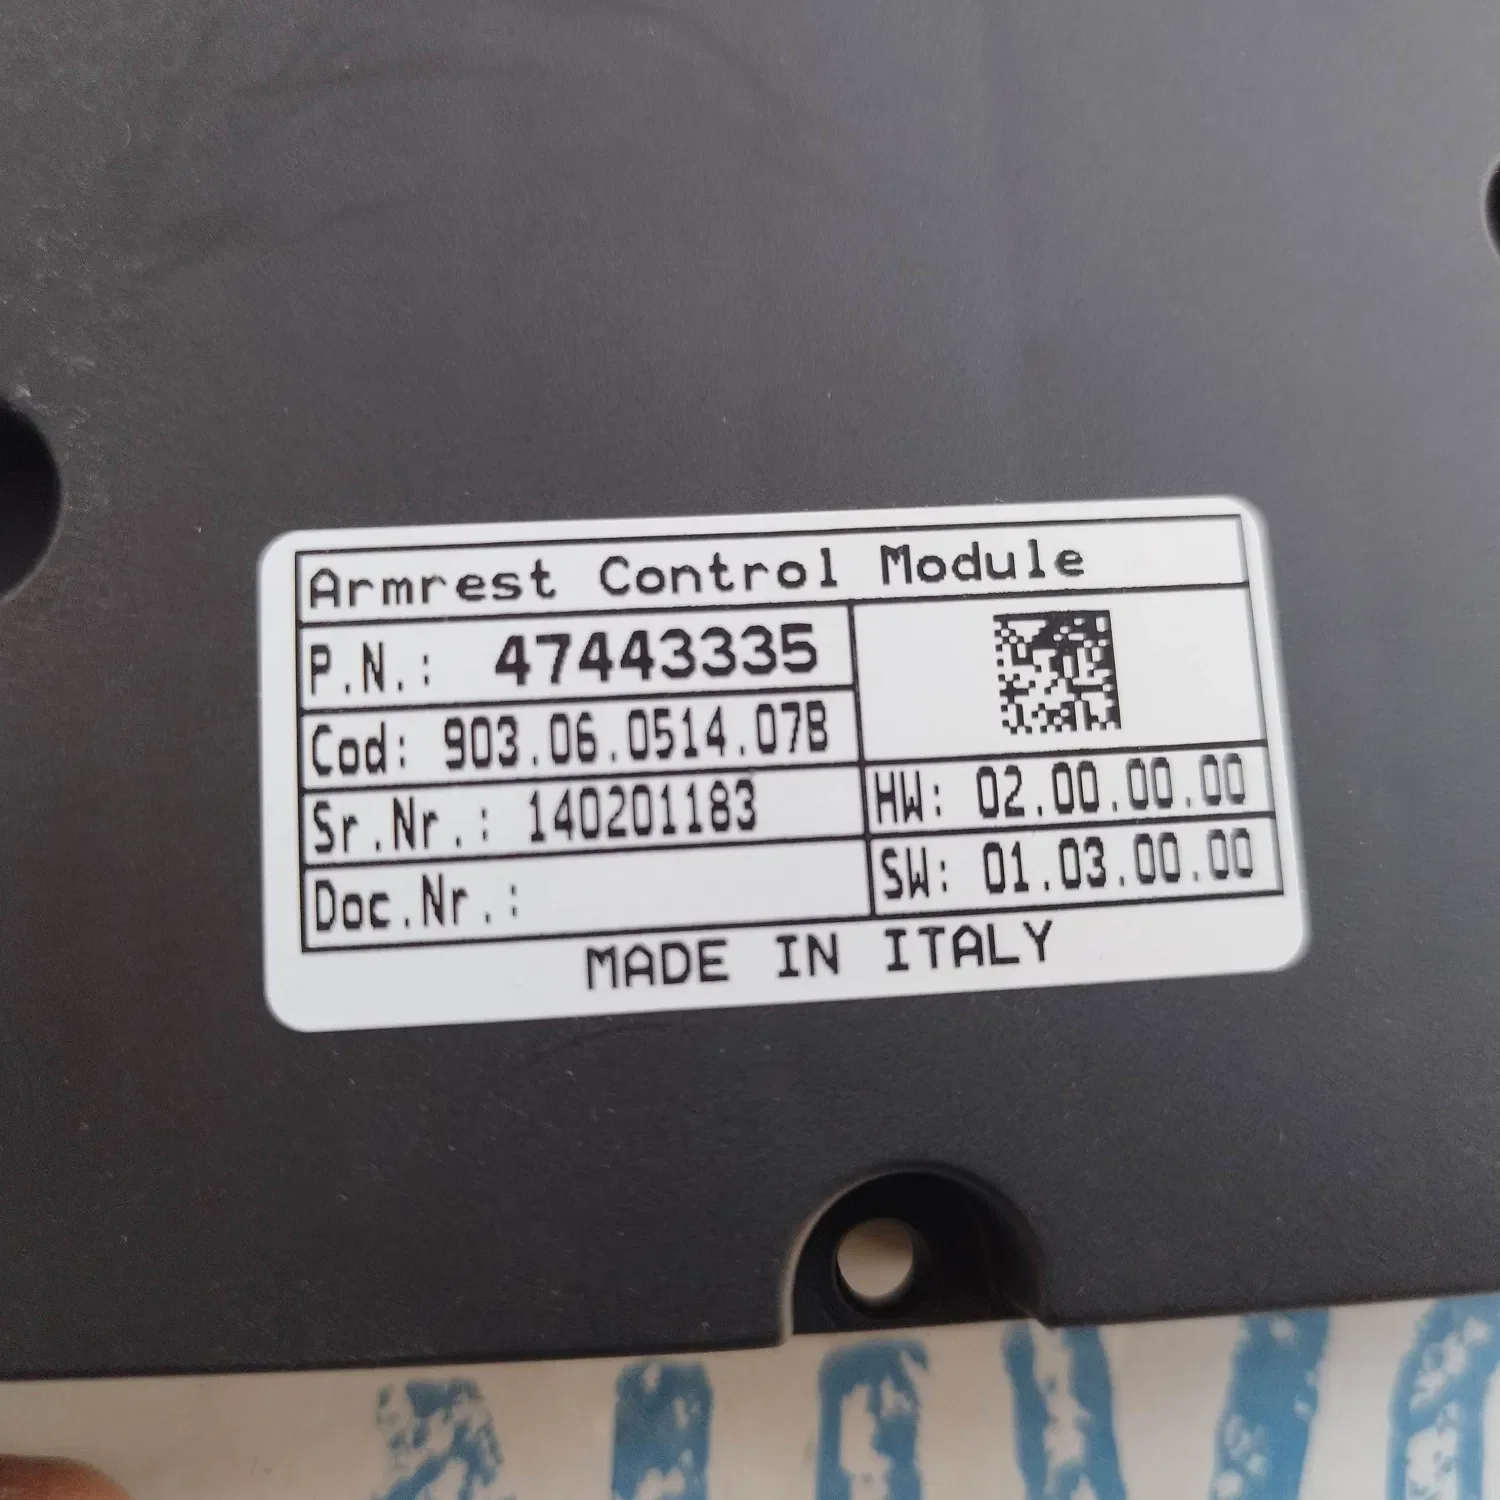 Armrest Control Module
P.N.: 47443335
Cod: 903.06.0514.07B
Sr.Nr.: 140201183
HW: 02.00.00.00
Doc.Nr.:
SW: 01.03.00.00
MADE IN ITALY